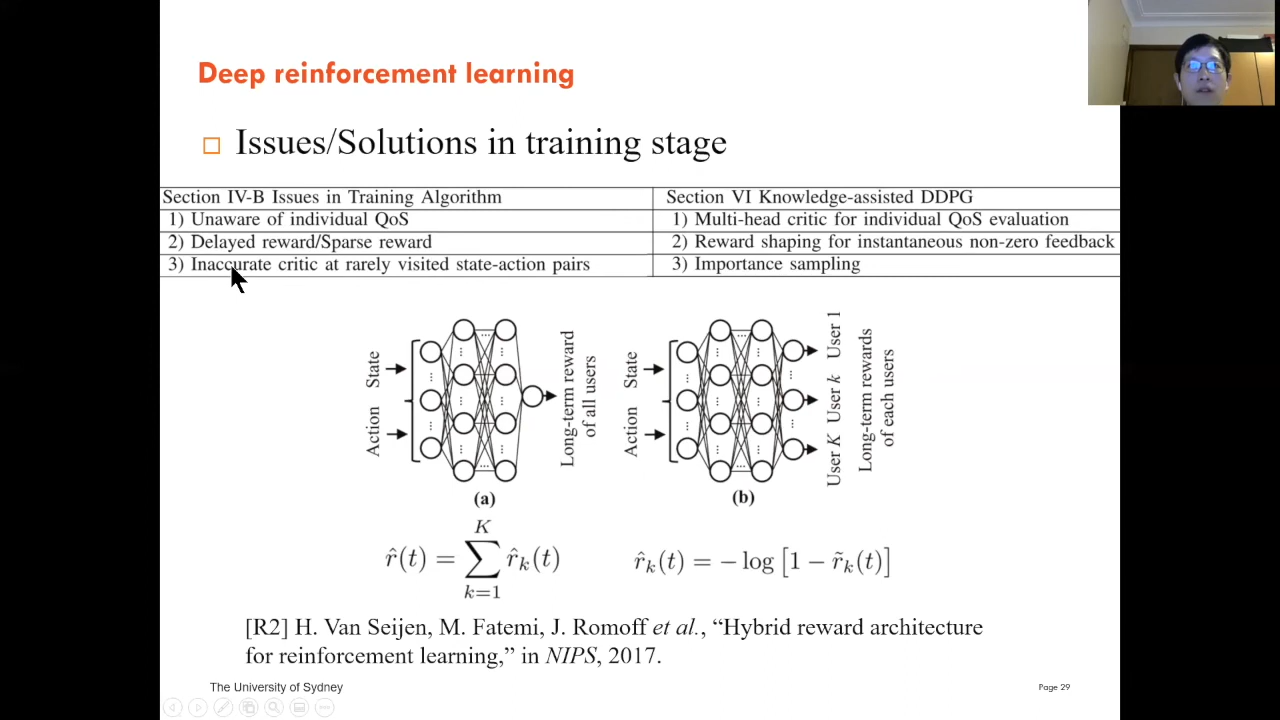 Deep reinforcement learning
Issues/Solutions in training stage
Section IV-B Issues in Training Algorithm
Section VI Knowledge-assisted DDPG
1) Unaware of individual QoS
1) Multi-head critic for individual QoS evaluation
2) Delayed reward/Sparse reward
2) Reward shaping for instantaneous non-zero feedback
3) Inaccurate critic at rarely visited state-action pairs
3) Importance sampling
State
Action
Long-term reward
of all users
(a)
State
Action
User 1
User k
User K
Long-term rewards
of each users
(b)
r̂(t) = ∑_{k=1}^{K} r̂_k(t)
r̂_k(t) = − log [1 − r̃_k(t)]
[R2] H. Van Seijen, M. Fatemi, J. Romoff et al., “Hybrid reward architecture
for reinforcement learning,” in NIPS, 2017.
The University of Sydney
Page 29